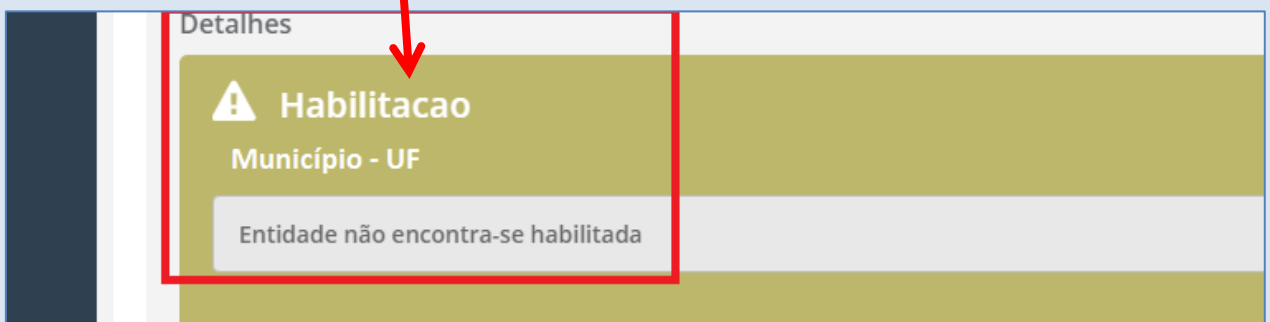 Detalhes
Habilitacao
Município - UF
Entidade não encontra-se habilitada